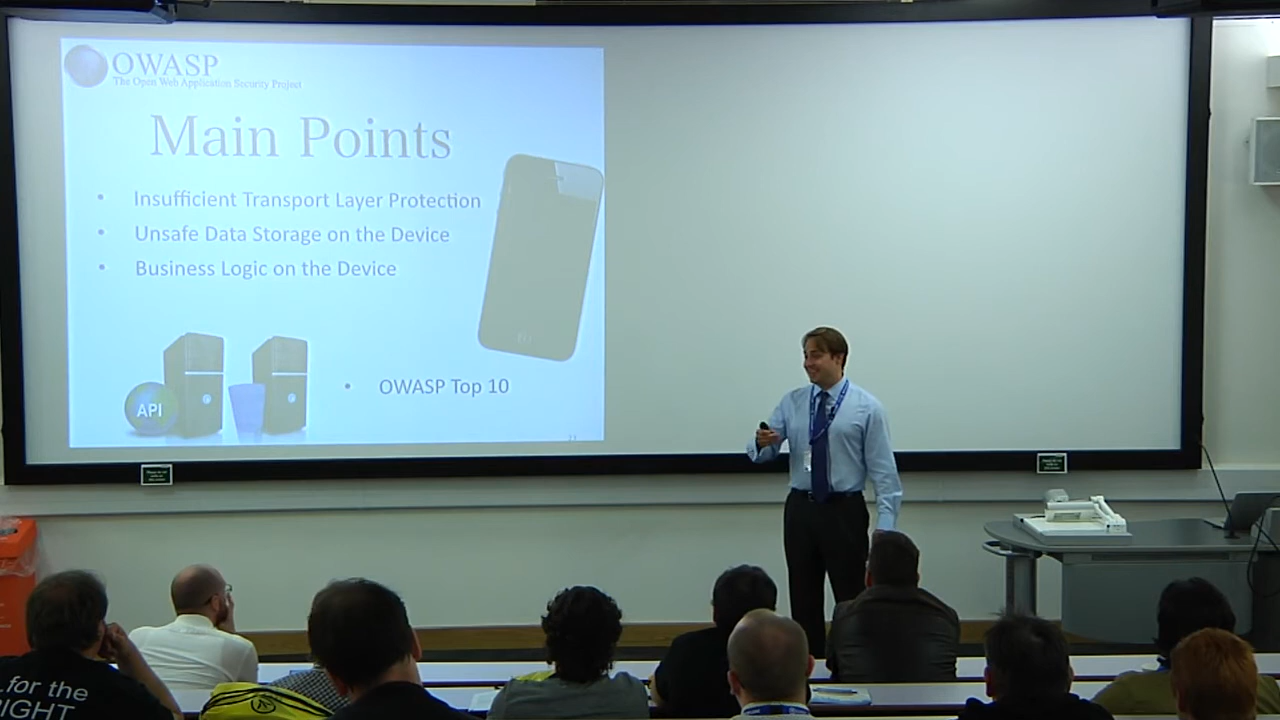 OWASP
The Open Web Application Security Project
Main Points
• Insufficient Transport Layer Protection
• Unsafe Data Storage on the Device
• Business Logic on the Device
• OWASP Top 10
API
for the